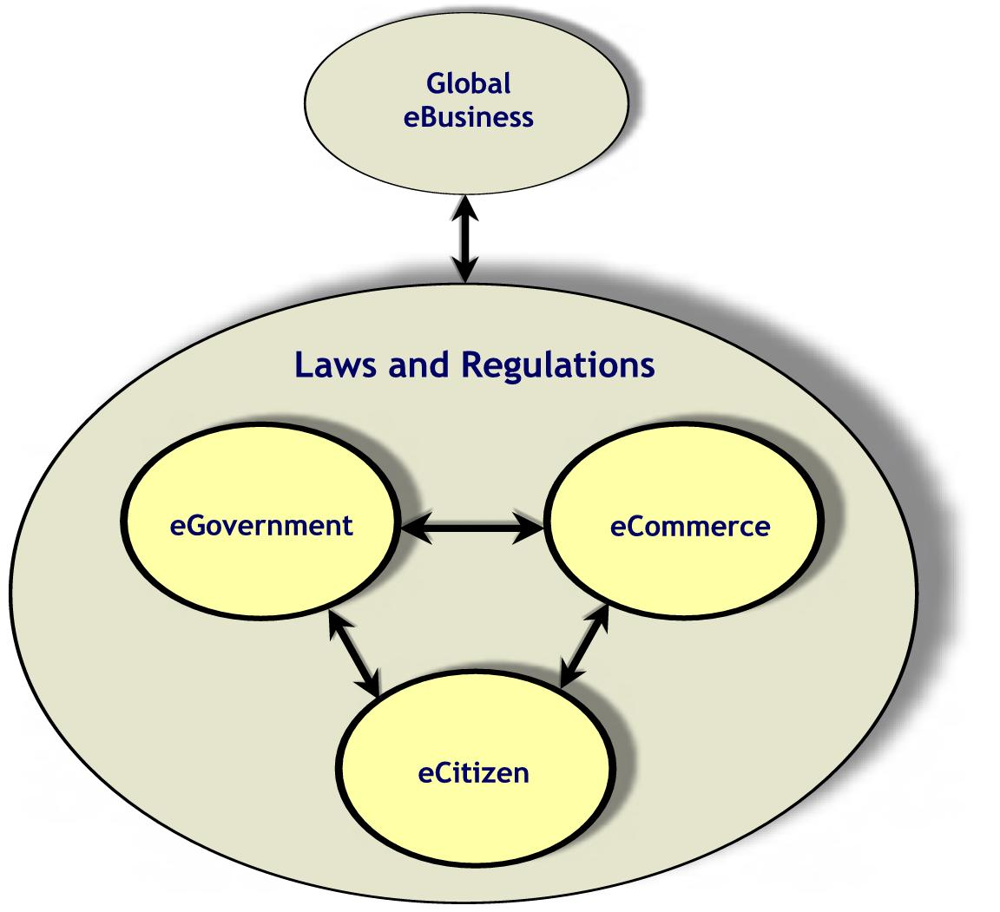 Global
eBusiness
Laws and Regulations
eGovernment
eCommerce
eCitizen